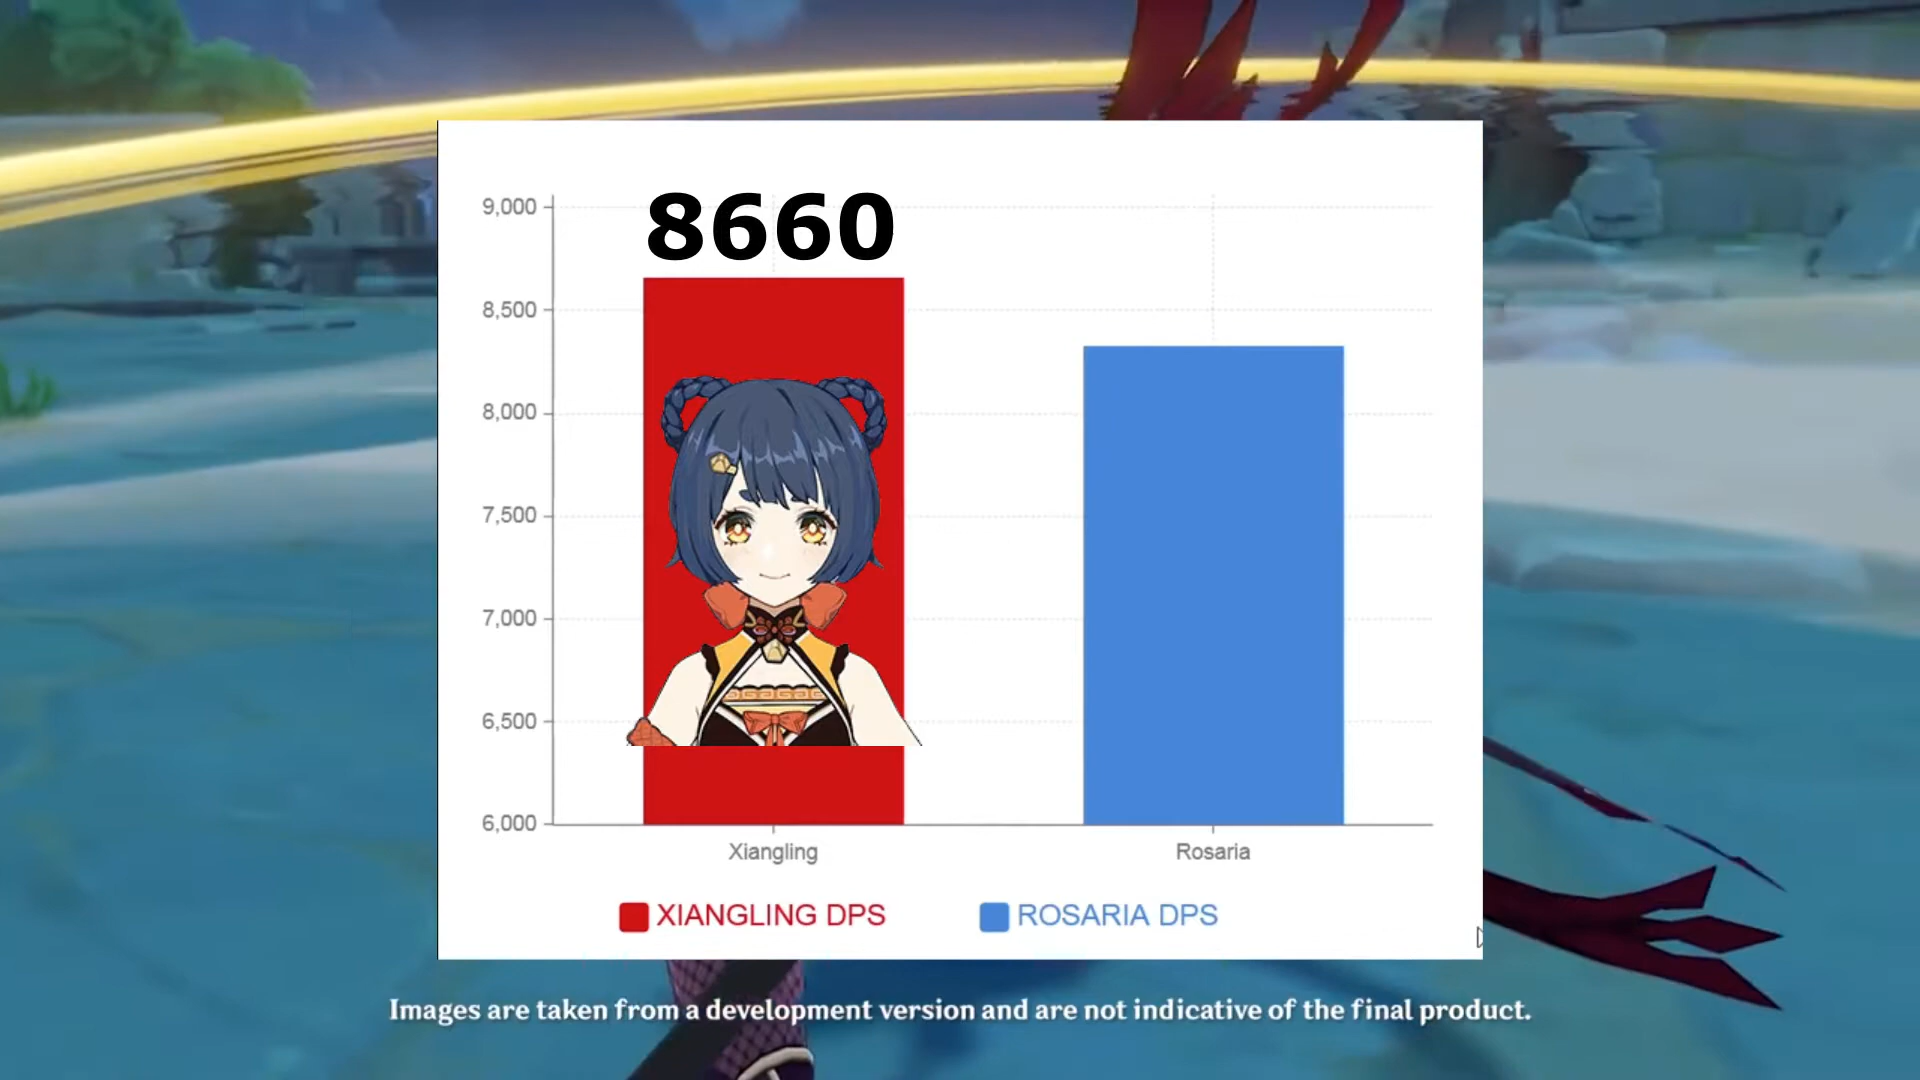 8660
9,000
8,500
8,000
7,500
7,000
6,500
6,000
Xiangling
Rosaria
XIANGLING DPS
ROSARIA DPS
Images are taken from a development version and are not indicative of the final product.